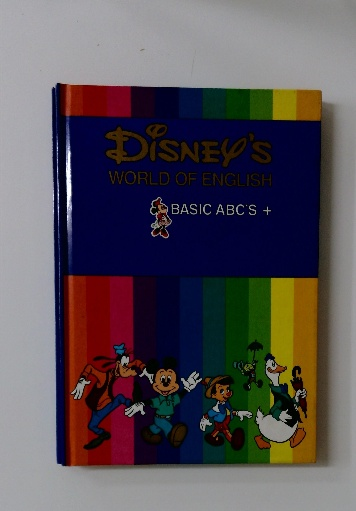 DISNEY'S
WORLD OF ENGLISH
BASIC ABC'S +